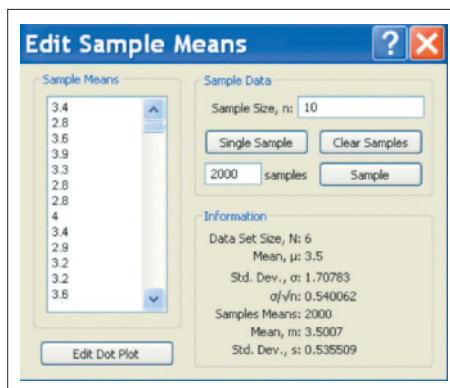 Edit Sample Means
Sample Means
3.4
2.8
3.6
3.9
3.3
2.8
2.8
4
3.4
2.9
3.2
3.2
3.6
Edit Dot Plot
Sample Data
Sample Size, n: 10
Single Sample Clear Samples
2000 samples Sample
Information
Data Set Size, N: 6
Mean, μ: 3.5
Std. Dev., σ: 1.70783
σ/√n: 0.540062
Samples Means: 2000
Mean, m: 3.5007
Std. Dev., s: 0.535509